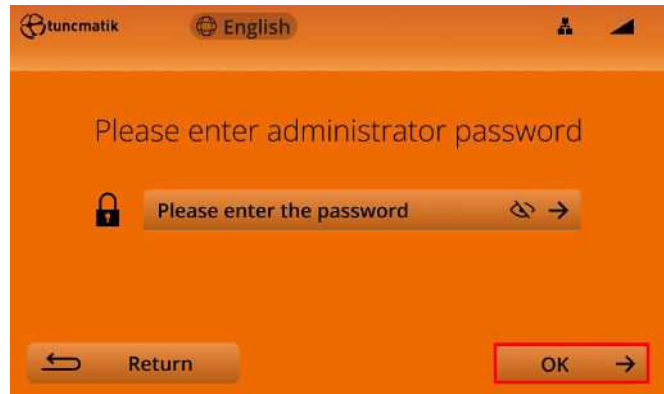 tuncmatik
English
Please enter administrator password
Please enter the password
Return
OK